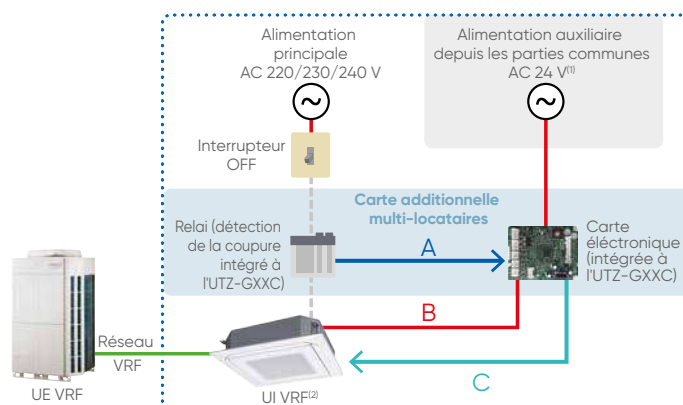 Alimentation
principale
AC 220/230/240 V
Alimentation auxiliaire
depuis les parties communes
AC 24 V(1)
Interrupteur
OFF
Carte additionnelle
multi-locataires
Relai (détection
de la coupure
intégré à
l'UTZ-GXXC)
A
Carte
éléctronique
(intégrée à
l'UTZ-GXXC)
B
Réseau
VRF
C
UE VRF
UI VRF(2)